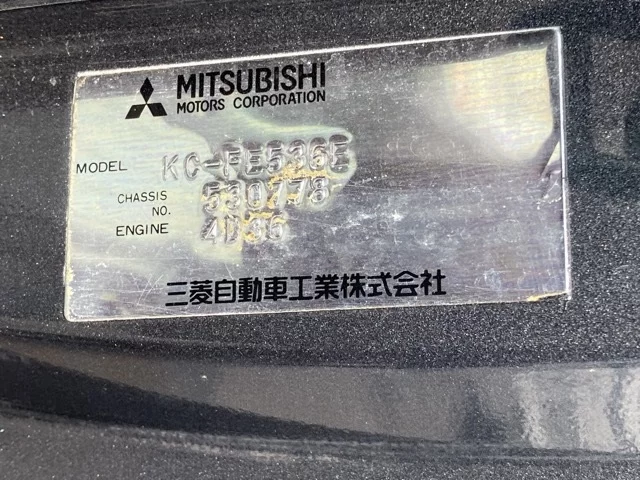 MITSUBISHI
MOTORS CORPORATION
MODEL KC-FE536E
CHASSIS NO. 530778
ENGINE 4D36
三菱自動車工業株式会社